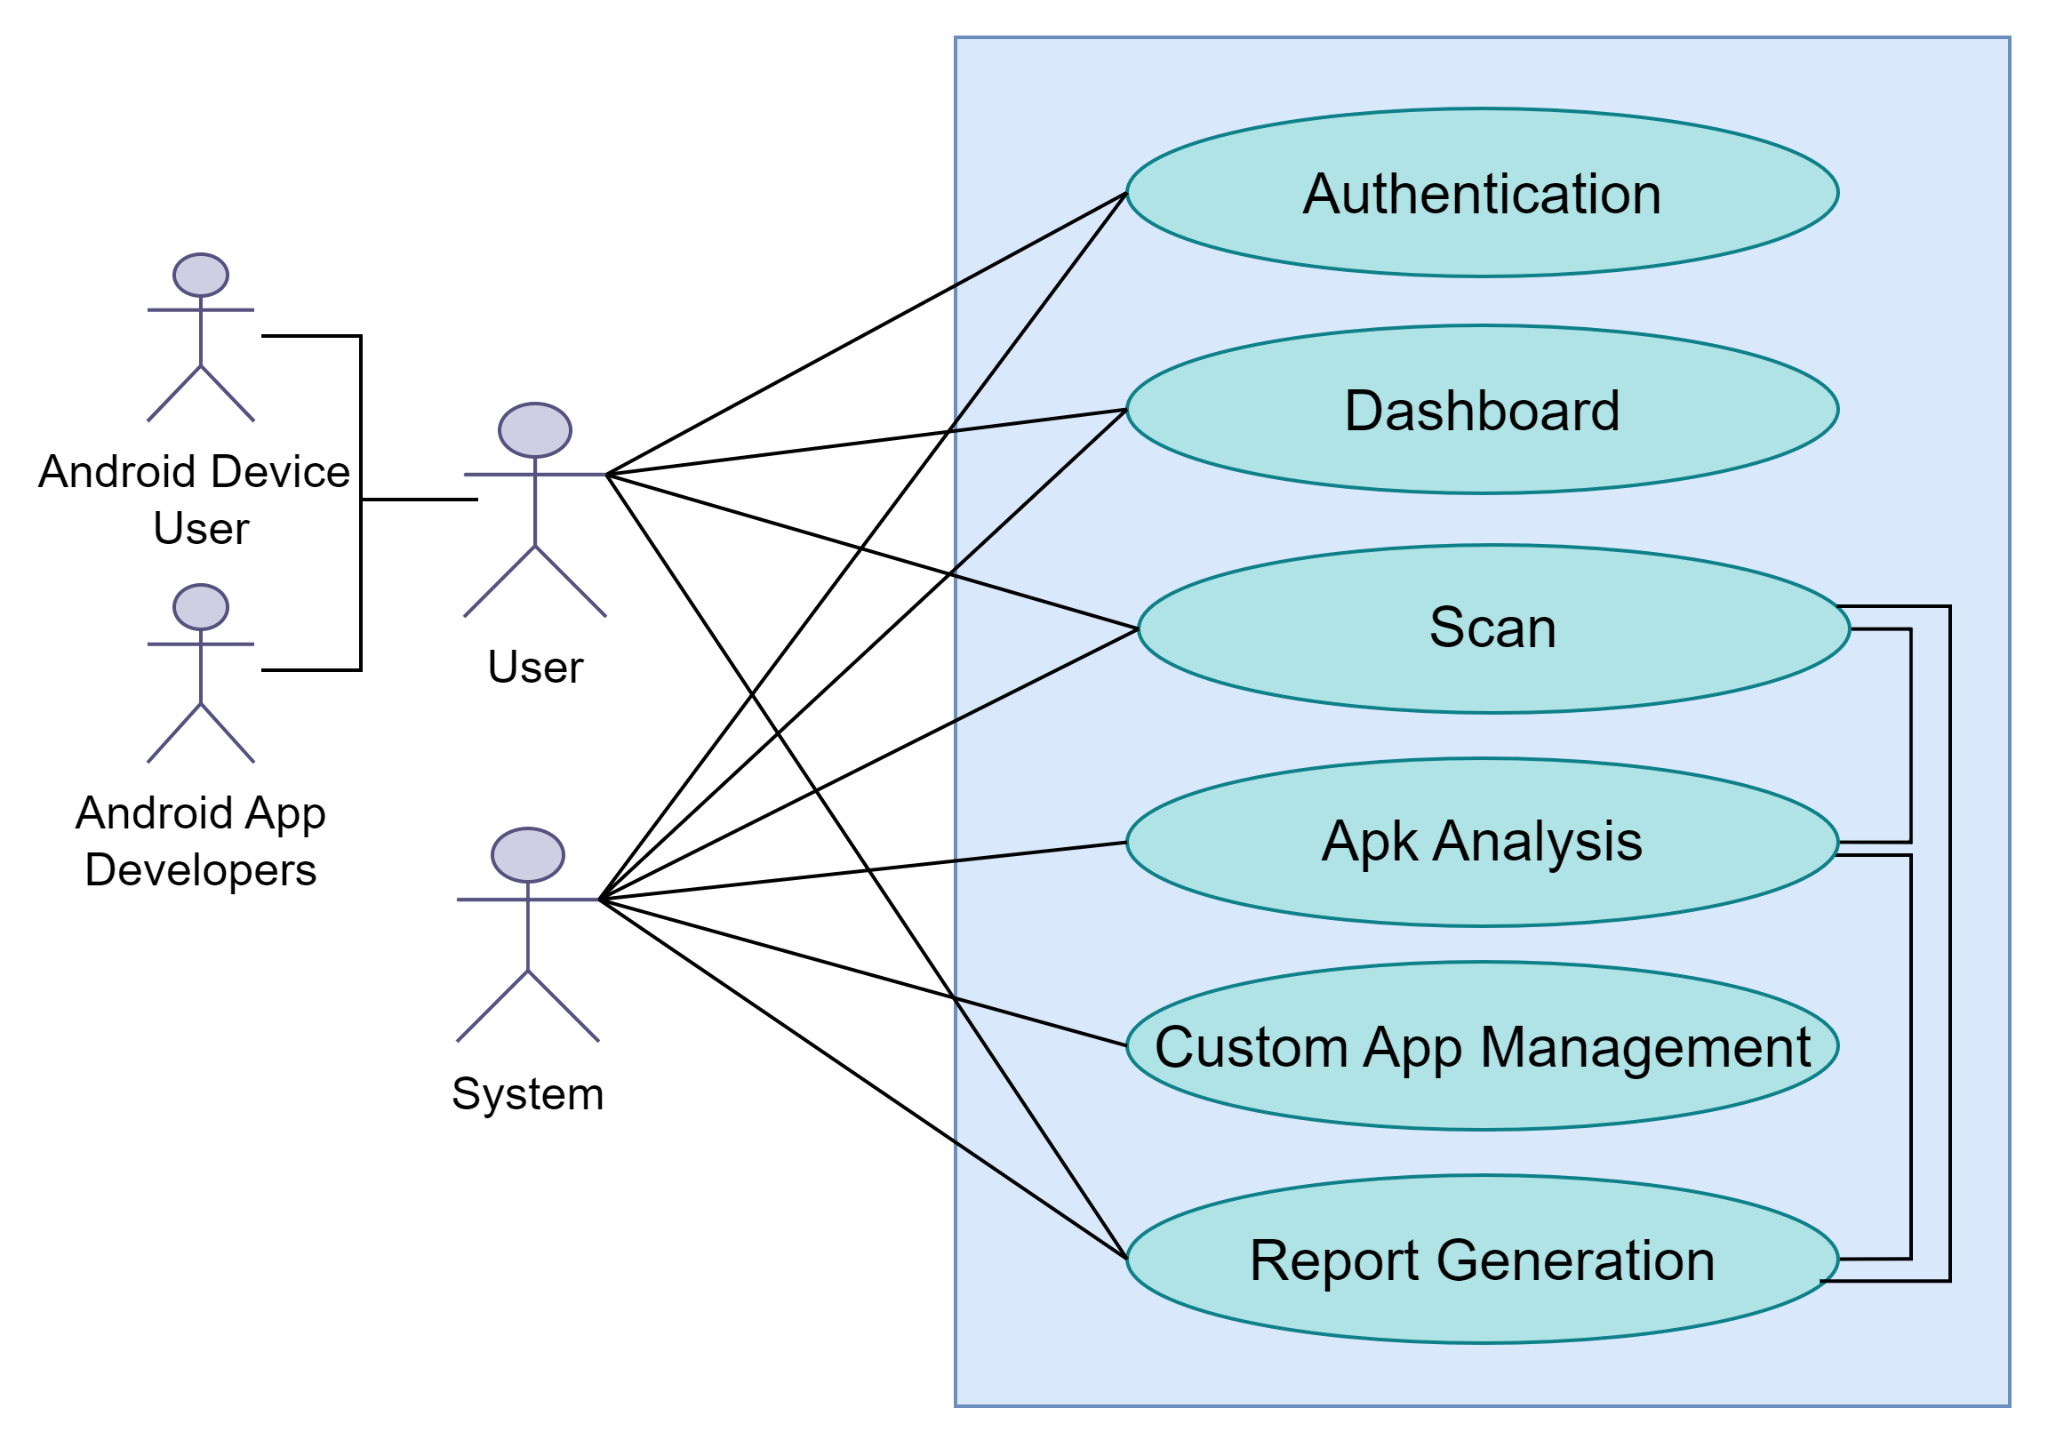 Android Device
User
Android App
Developers
User
System
Authentication
Dashboard
Scan
Apk Analysis
Custom App Management
Report Generation